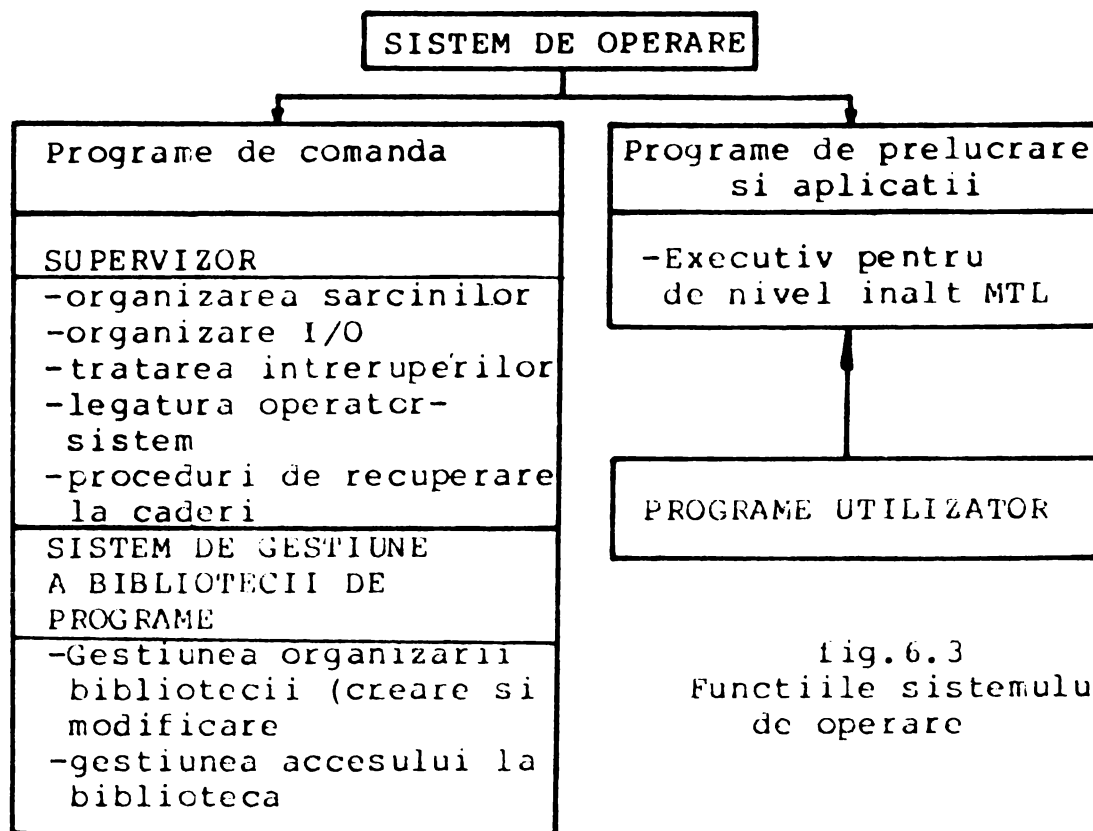 SISTEM DE OPERARE
Programe de comanda
SUPERVIZOR
-organizarea sarcinilor
-organizare I/O
-tratarea intreruperilor
-legatura operator-
sistem
-proceduri de recuperare
la caderi
SISTEM DE GESTIUNE
A BIBLIOTECII DE
PROGRAME
-Gestiunea organizarii
bibliotecii (creare si
modificare
-gestiunea accesului la
biblioteca
Programe de prelucrare
si aplicatii
-Executiv pentru
de nivel inalt MTL
PROGRAME UTILIZATOR
fig.6.3
Functiile sistemulu
de operare